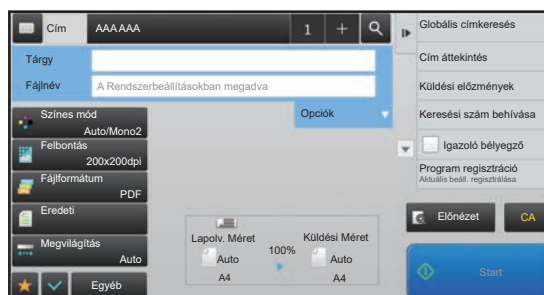 Cím
AAA AAA
1
+
Tárgy
Fájlnév
A Rendszerbeállításokban megadva
Opciók
Színes mód
Auto/Mono2
Felbontás
200x200dpi
Fájlformátum
PDF
Eredeti
Megvilágítás
Auto
Egyéb
Lapolv. Méret
Auto
A4
100%
Küldési Méret
Auto
A4
Globális címkeresés
Cím áttekintés
Küldési előzmények
Keresési szám behívása
Igazoló bélyegző
Program regisztráció
Aktuális beáll. regisztrálása
Előnézet
CA
Start